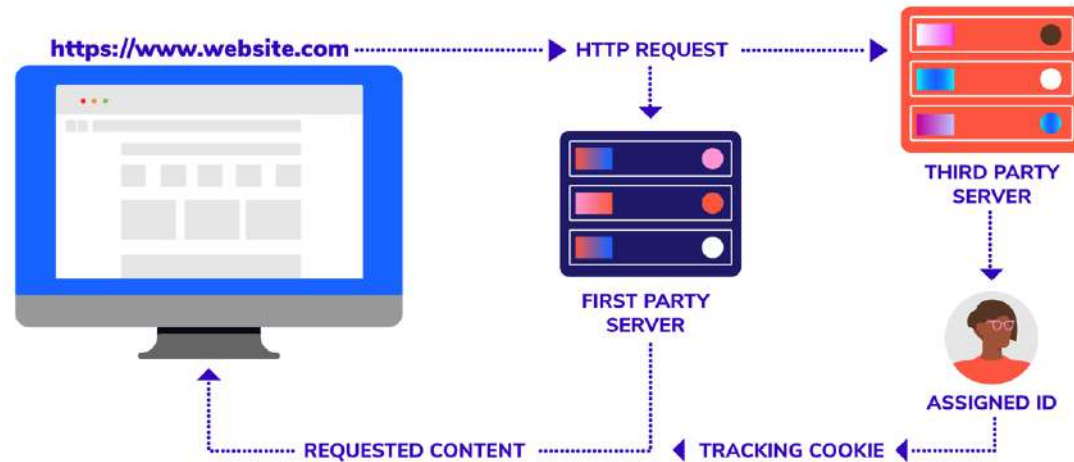 https://www.website.com
HTTP REQUEST
THIRD PARTY
SERVER
FIRST PARTY
SERVER
ASSIGNED ID
REQUESTED CONTENT
TRACKING COOKIE